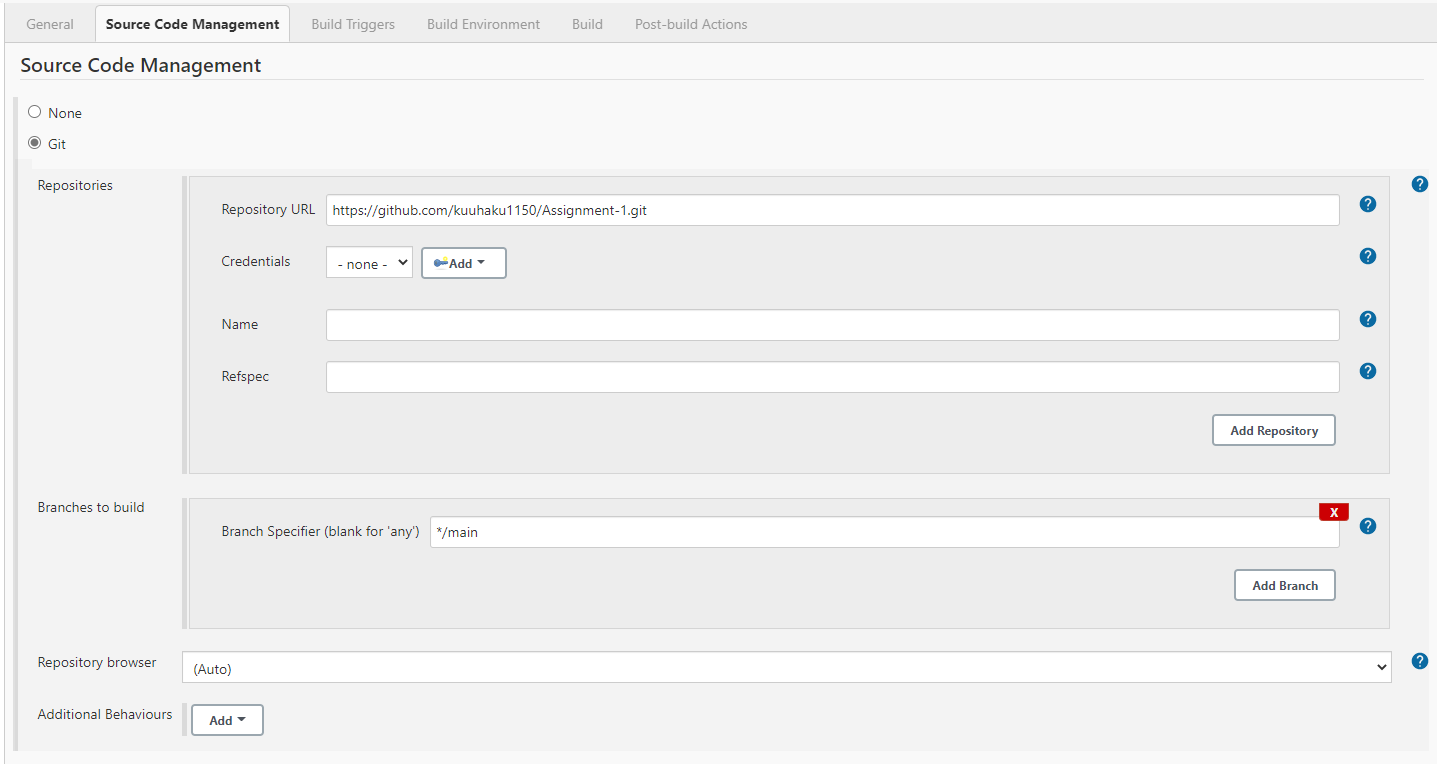 General Source Code Management Build Triggers Build Environment Build Post-build Actions
Source Code Management
None
Git
Repositories
Repository URL https://github.com/kuuhaku1150/Assignment-1.git
Credentials - none - Add
Name
Refspec
Add Repository
Branches to build
X
Branch Specifier (blank for 'any') */main
Add Branch
Repository browser (Auto)
Additional Behaviours Add